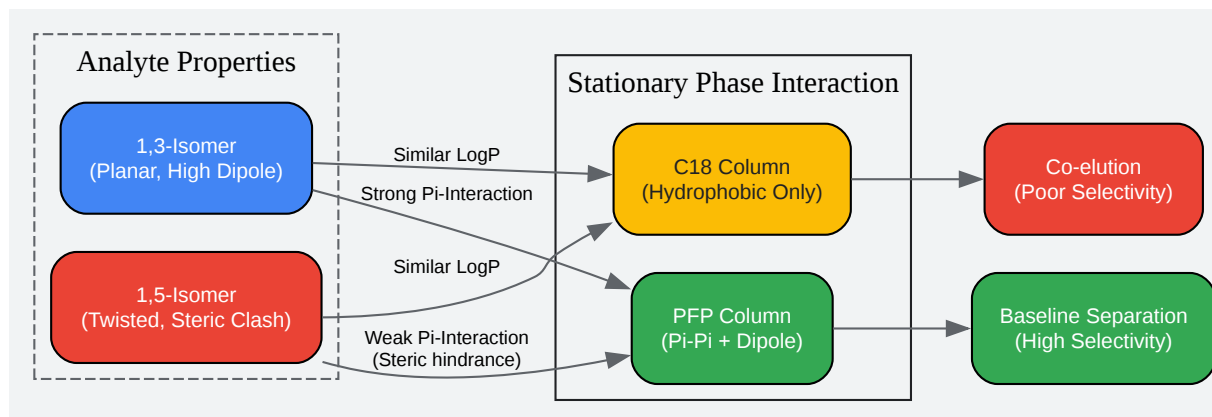 Analyte Properties
1,3-Isomer
(Planar, High Dipole)
1,5-Isomer
(Twisted, Steric Clash)
Similar LogP
Strong Pi-Interaction
Similar LogP
Weak Pi-Interaction
(Steric hindrance)
Stationary Phase Interaction
C18 Column
(Hydrophobic Only)
PFP Column
(Pi-Pi + Dipole)
Co-elution
(Poor Selectivity)
Baseline Separation
(High Selectivity)